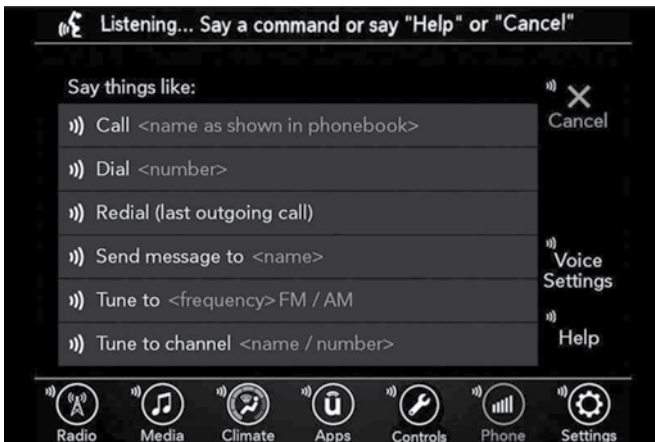 Listening... Say a command or say "Help" or "Cancel"
Say things like:
Call <name as shown in phonebook>
Dial <number>
Redial (last outgoing call)
Send message to <name>
Tune to <frequency> FM / AM
Tune to channel <name / number>
Cancel
Voice
Settings
Help
Radio Media Climate Apps Controls Phone Settings